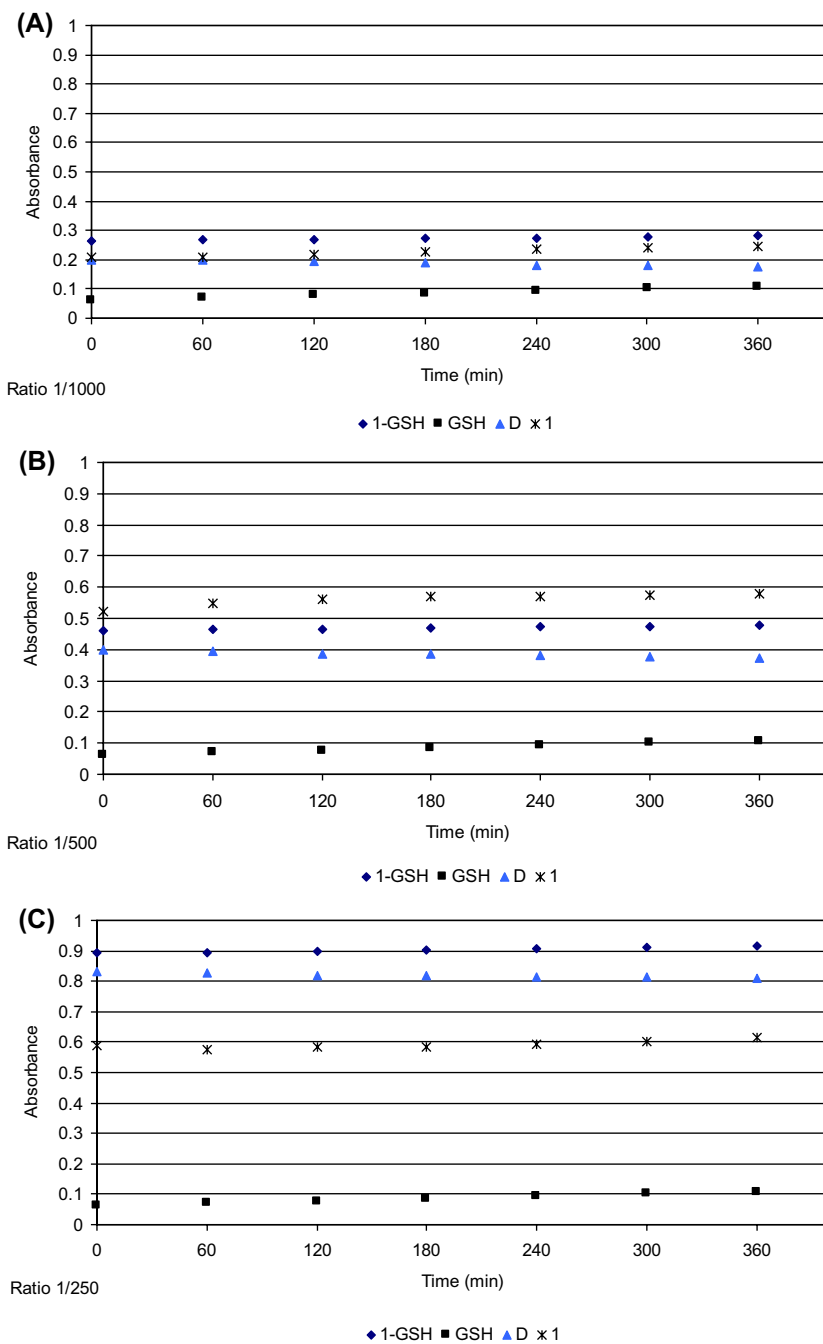 (A)
1
0.9
0.8
0.7
0.6
0.5
0.4
0.3
0.2
0.1
0
Absorbance
0 60 120 180 240 300 360
Time (min)
Ratio 1/1000
1-GSH GSH D 1
(B)
1
0.9
0.8
0.7
0.6
0.5
0.4
0.3
0.2
0.1
0
Absorbance
0 60 120 180 240 300 360
Time (min)
Ratio 1/500
1-GSH GSH D 1
(C)
1
0.9
0.8
0.7
0.6
0.5
0.4
0.3
0.2
0.1
0
Absorbance
0 60 120 180 240 300 360
Time (min)
Ratio 1/250
1-GSH GSH D 1